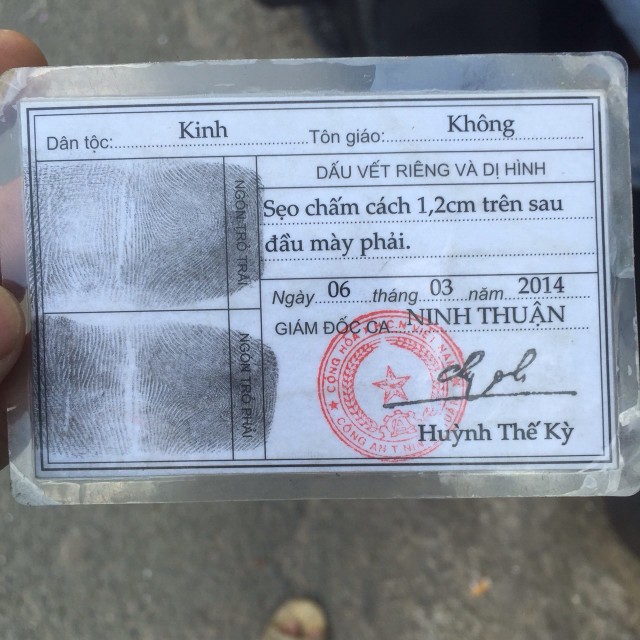 Dân tộc: Kinh Tôn giáo: Không
NGÓN TRỎ TRÁI
DẤU VẾT RIÊNG VÀ DỊ HÌNH
Sẹo chấm cách 1,2cm trên sau
đầu mày phải.
NGÓN TRỎ PHẢI
Ngày 06 tháng 03 năm 2014
GIÁM ĐỐC CA NINH THUẬN
Huỳnh Thế Kỳ